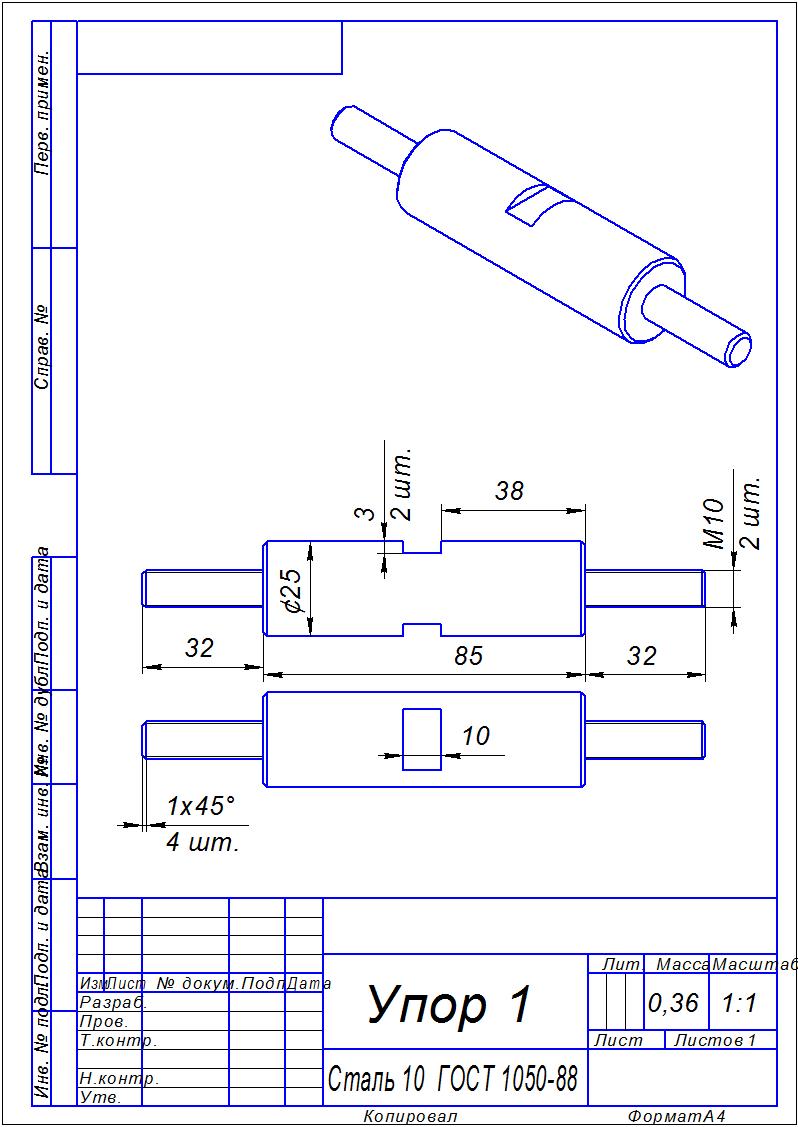 Перв. примен.
Справ. №
Подп. и дата
Инв. № дубл
Взам. инв. №
Подп. и дата
Инв. № подл
3
2 шт.
38
M10
2 шт.
¢25
32
85
32
10
1x45°
4 шт.
Изм Лист № докум. Подп Дата
Разраб.
Пров.
Т.контр.
Н.контр.
Утв.
Упор 1
Сталь 10 ГОСТ 1050-88
Лит. Масса Масштаб
0,36 1:1
Лист Листов 1
Копировал Формат A4